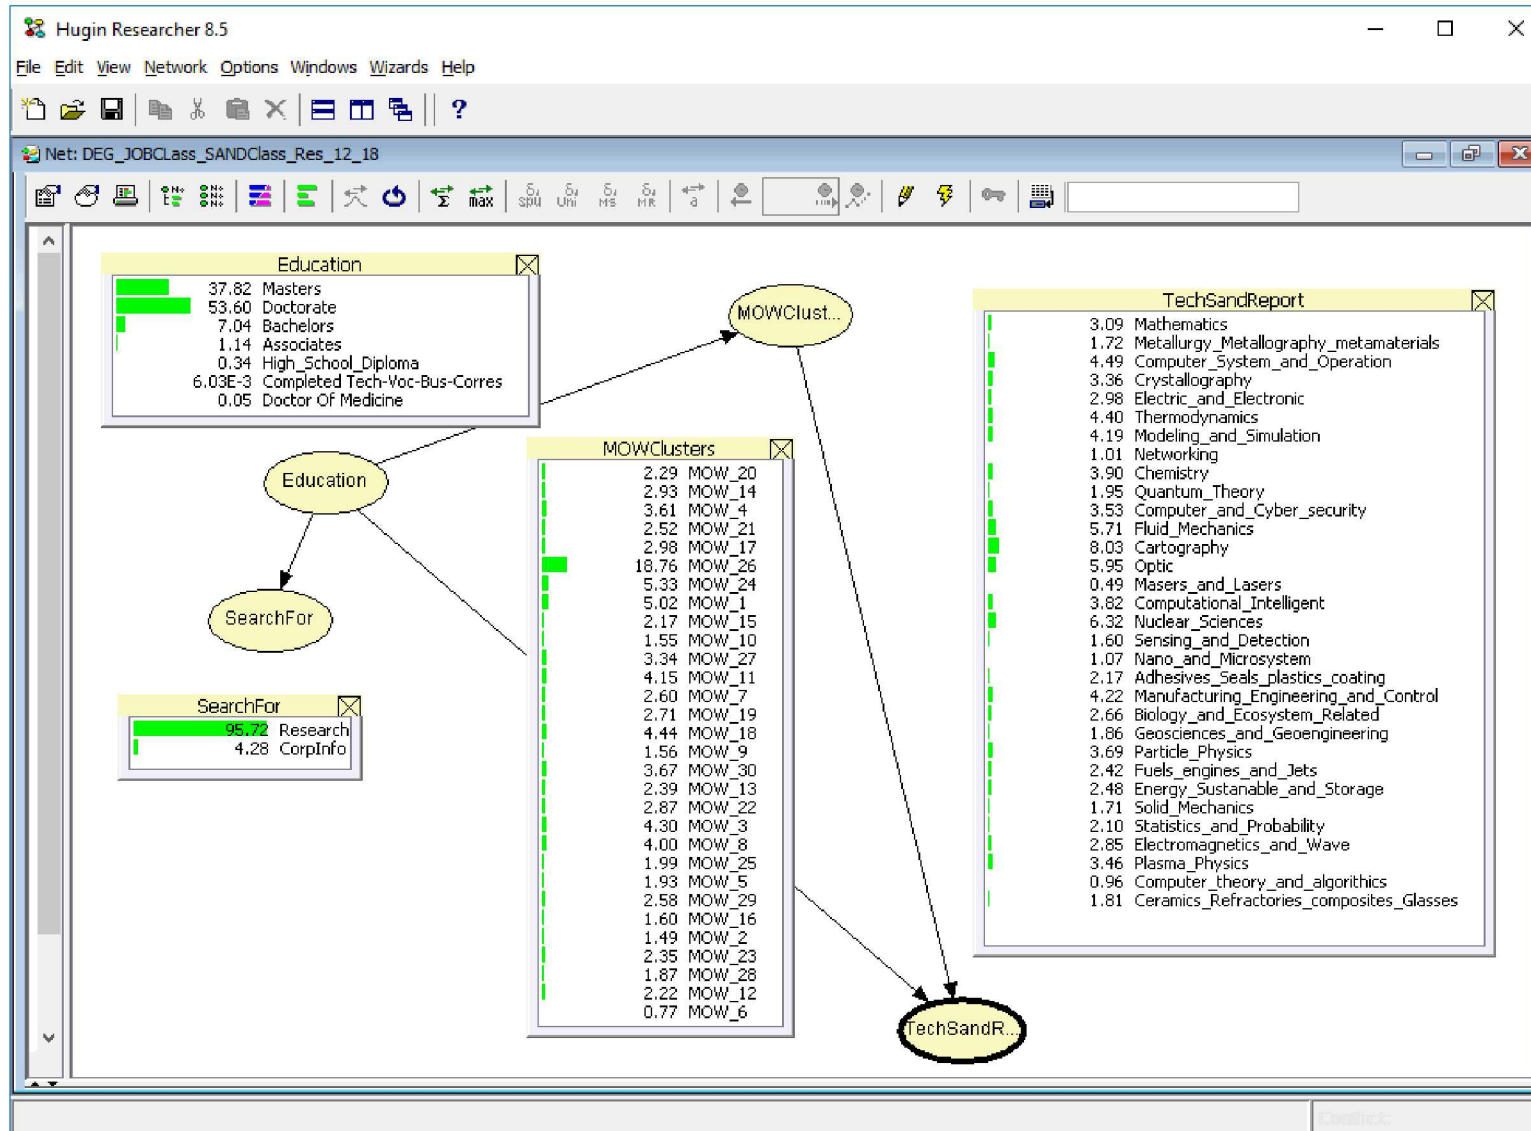 Hugin Researcher 8.5
File Edit View Network Options Windows Wizards Help
?
Net: DEG_JOBCLass_SANDClass_Res_12_18
Σ max spu Uni MS MR a
Education
37.82 Masters
53.60 Doctorate
7.04 Bachelors
1.14 Associates
0.34 High_School_Diploma
6.03E-3 Completed Tech-Voc-Bus-Corres
0.05 Doctor Of Medicine
MOWClust...
Education
SearchFor
SearchFor
95.72 Research
4.28 CorpInfo
MOWClusters
2.29 MOW_20
2.93 MOW_14
3.61 MOW_4
2.52 MOW_21
2.98 MOW_17
18.76 MOW_26
5.33 MOW_24
5.02 MOW_1
2.17 MOW_15
1.55 MOW_10
3.34 MOW_27
4.15 MOW_11
2.60 MOW_7
2.71 MOW_19
4.44 MOW_18
1.56 MOW_9
3.67 MOW_30
2.39 MOW_13
2.87 MOW_22
4.30 MOW_3
4.00 MOW_8
1.99 MOW_25
1.93 MOW_5
2.58 MOW_29
1.60 MOW_16
1.49 MOW_2
2.35 MOW_23
1.87 MOW_28
2.22 MOW_12
0.77 MOW_6
TechSandReport
3.09 Mathematics
1.72 Metallurgy_Metallography_metamaterials
4.49 Computer_System_and_Operation
3.36 Crystallography
2.98 Electric_and_Electronic
4.40 Thermodynamics
4.19 Modeling_and_Simulation
1.01 Networking
3.90 Chemistry
1.95 Quantum_Theory
3.53 Computer_and_Cyber_security
5.71 Fluid_Mechanics
8.03 Cartography
5.95 Optic
0.49 Masers_and_Lasers
3.82 Computational_Intelligent
6.32 Nuclear_Sciences
1.60 Sensing_and_Detection
1.07 Nano_and_Microsystem
2.17 Adhesives_Seals_plastics_coating
4.22 Manufacturing_Engineering_and_Control
2.66 Biology_and_Ecosystem_Related
1.86 Geosciences_and_Geoengineering
3.69 Particle_Physics
2.42 Fuels_engines_and_Jets
2.48 Energy_Sustanable_and_Storage
1.71 Solid_Mechanics
2.10 Statistics_and_Probability
2.85 Electromagnetics_and_Wave
3.46 Plasma_Physics
0.96 Computer_theory_and_algorithics
1.81 Ceramics_Refractories_composites_Glasses
TechSandR...